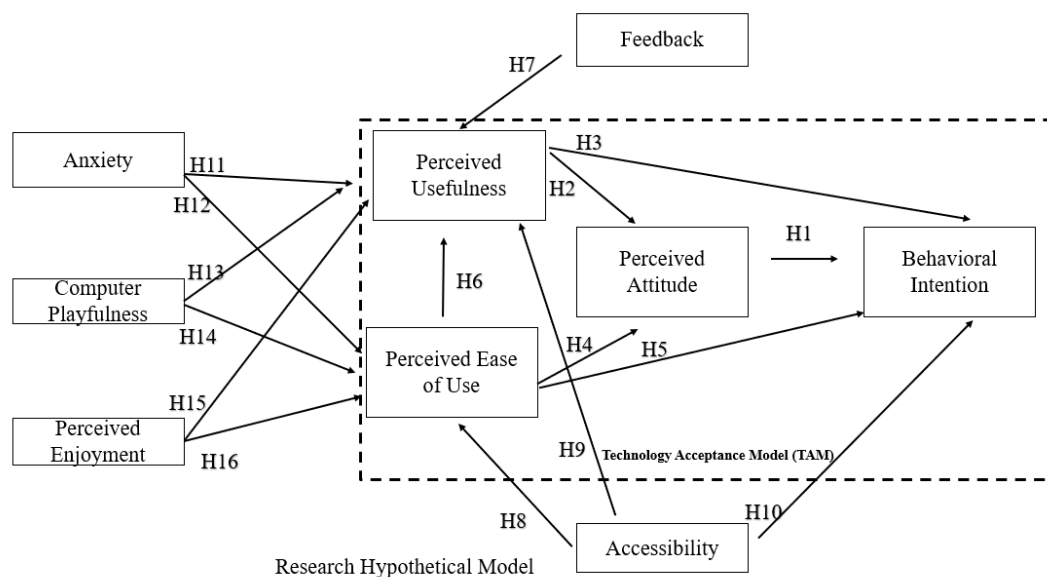 Feedback
H7
H3
Anxiety
H11
Perceived
Usefulness
H2
H12
Perceived
Attitude
H1
Behavioral
Intention
H13
H6
Computer
Playfulness
H14
Perceived Ease
of Use
H4
H5
H15
Perceived
Enjoyment
H16
H9
Technology Acceptance Model (TAM)
H8
H10
Accessibility
Research Hypothetical Model